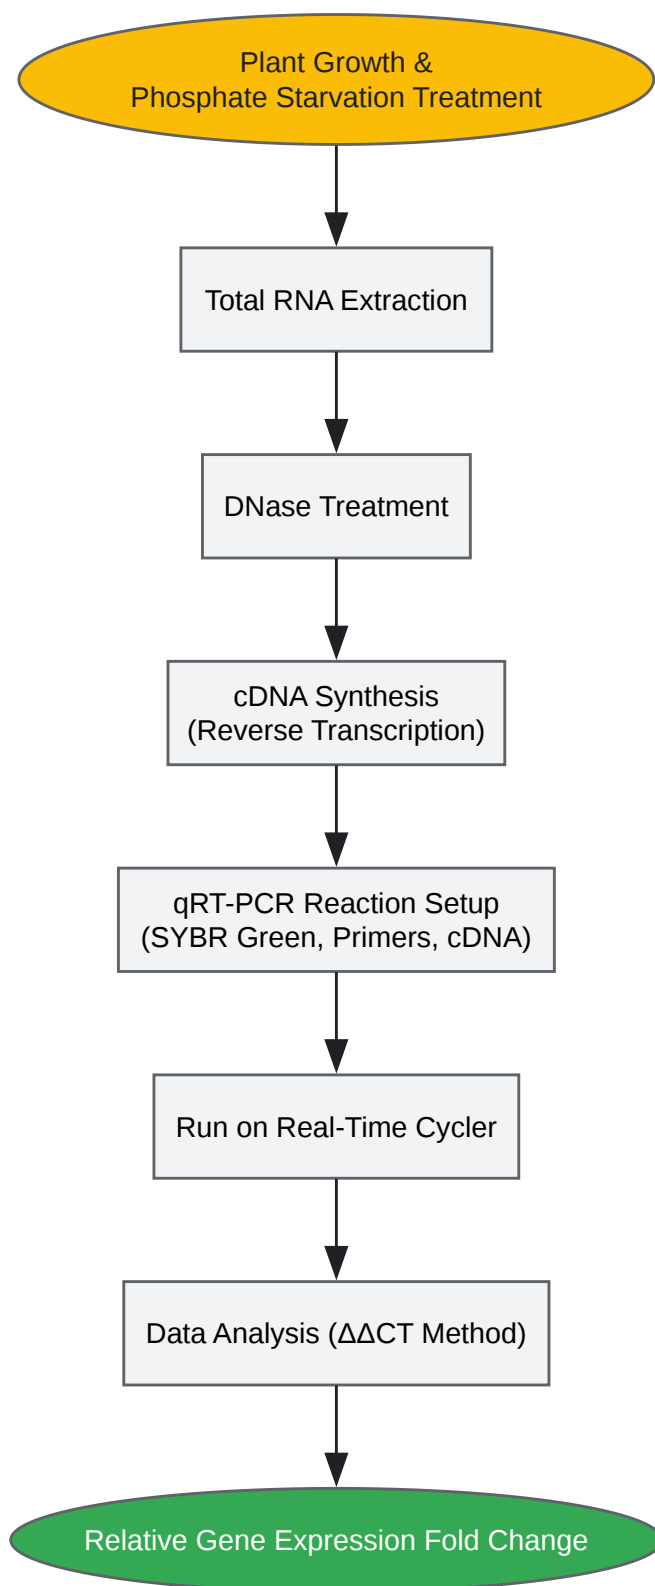 Plant Growth &
Phosphate Starvation Treatment
Total RNA Extraction
DNase Treatment
cDNA Synthesis
(Reverse Transcription)
qRT-PCR Reaction Setup
(SYBR Green, Primers, cDNA)
Run on Real-Time Cycler
Data Analysis (ΔΔCT Method)
Relative Gene Expression Fold Change